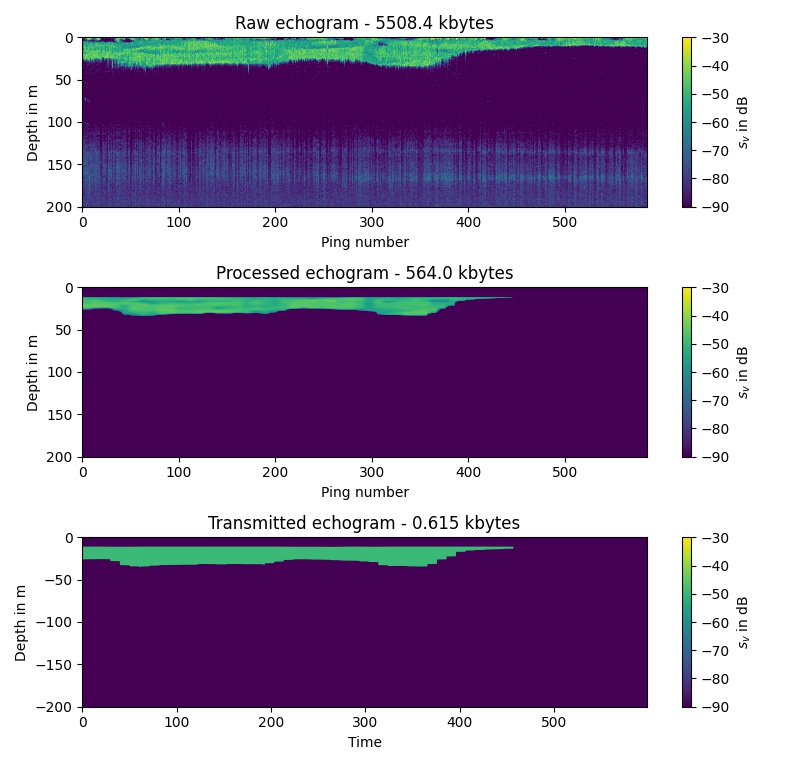 Raw echogram - 5508.4 kbytes
0
50
100
150
200
Depth in m
0 100 200 300 400 500
Ping number
−30
−40
−50
−60
−70
−80
−90
sᵥ in dB
Processed echogram - 564.0 kbytes
0
50
100
150
200
Depth in m
0 100 200 300 400 500
Ping number
−30
−40
−50
−60
−70
−80
−90
sᵥ in dB
Transmitted echogram - 0.615 kbytes
0
−50
−100
−150
−200
Depth in m
0 100 200 300 400 500
Time
−30
−40
−50
−60
−70
−80
−90
sᵥ in dB